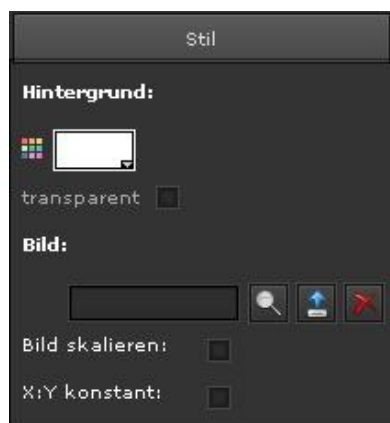 Stil
Hintergrund:
transparent
Bild:
Bild skalieren:
X:Y konstant: